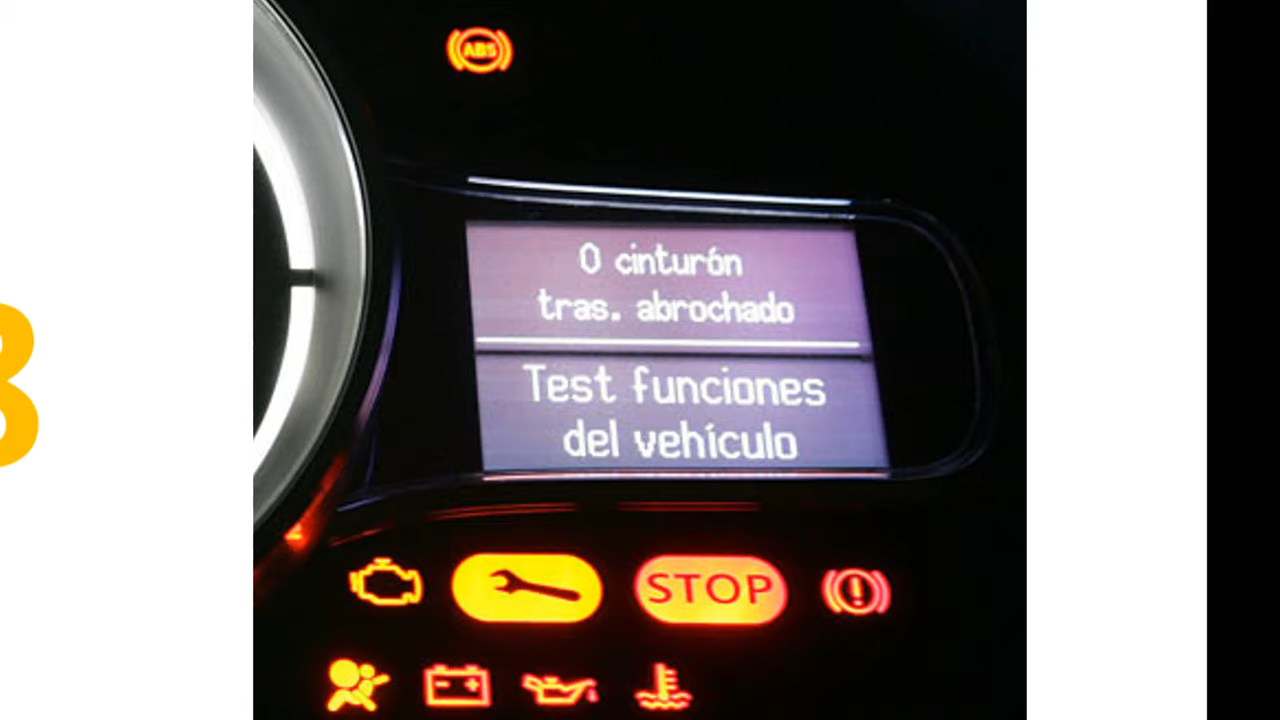 ABS
0 cinturón
tras. abrochado
Test funciones
del vehículo
STOP